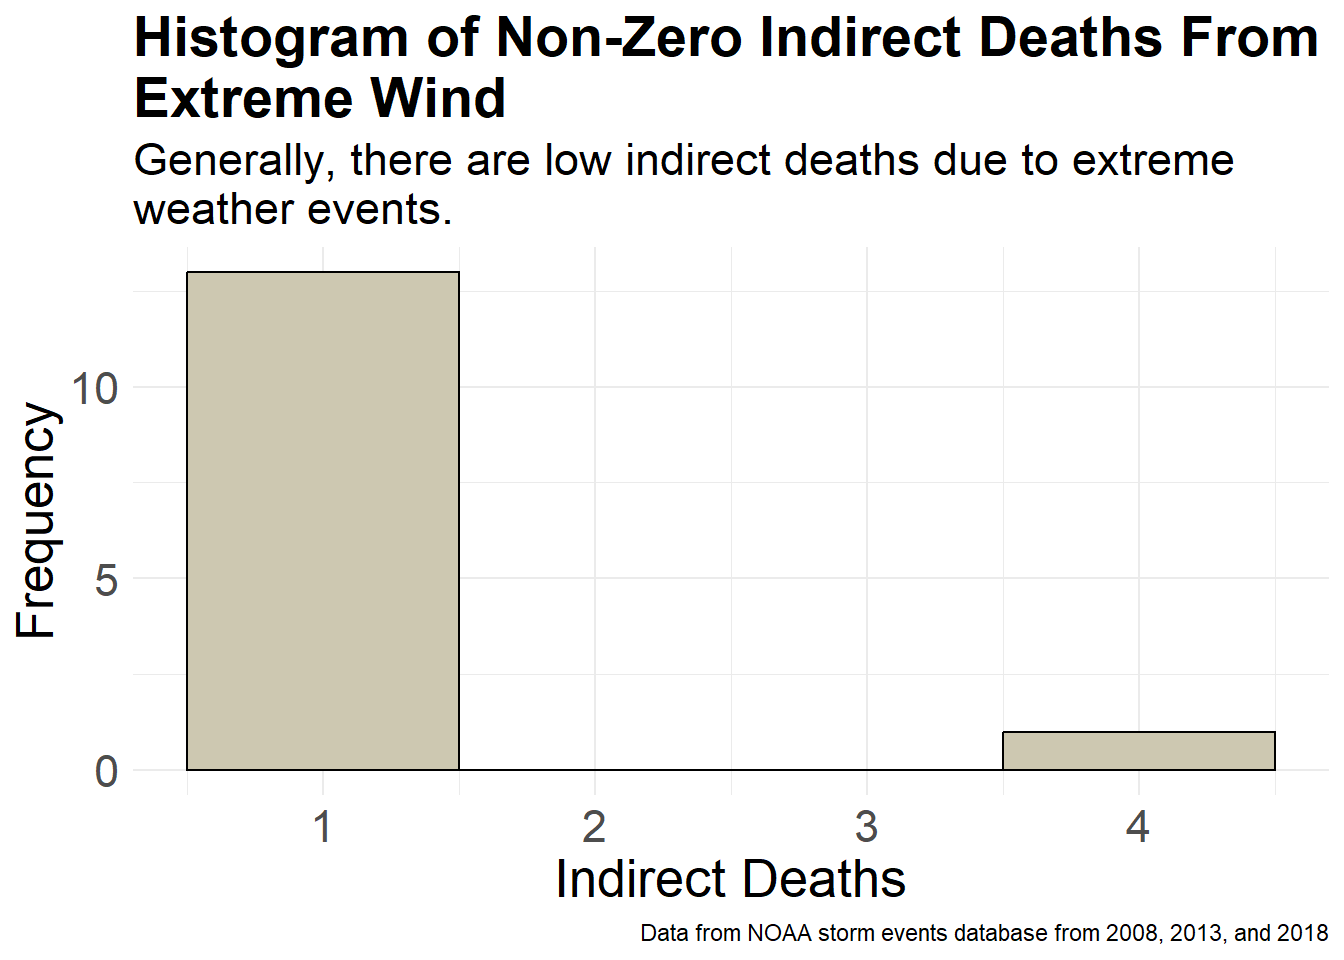 Histogram of Non-Zero Indirect Deaths From
Extreme Wind
Generally, there are low indirect deaths due to extreme
weather events.
Frequency
10
5
0
1 2 3 4
Indirect Deaths
Data from NOAA storm events database from 2008, 2013, and 2018